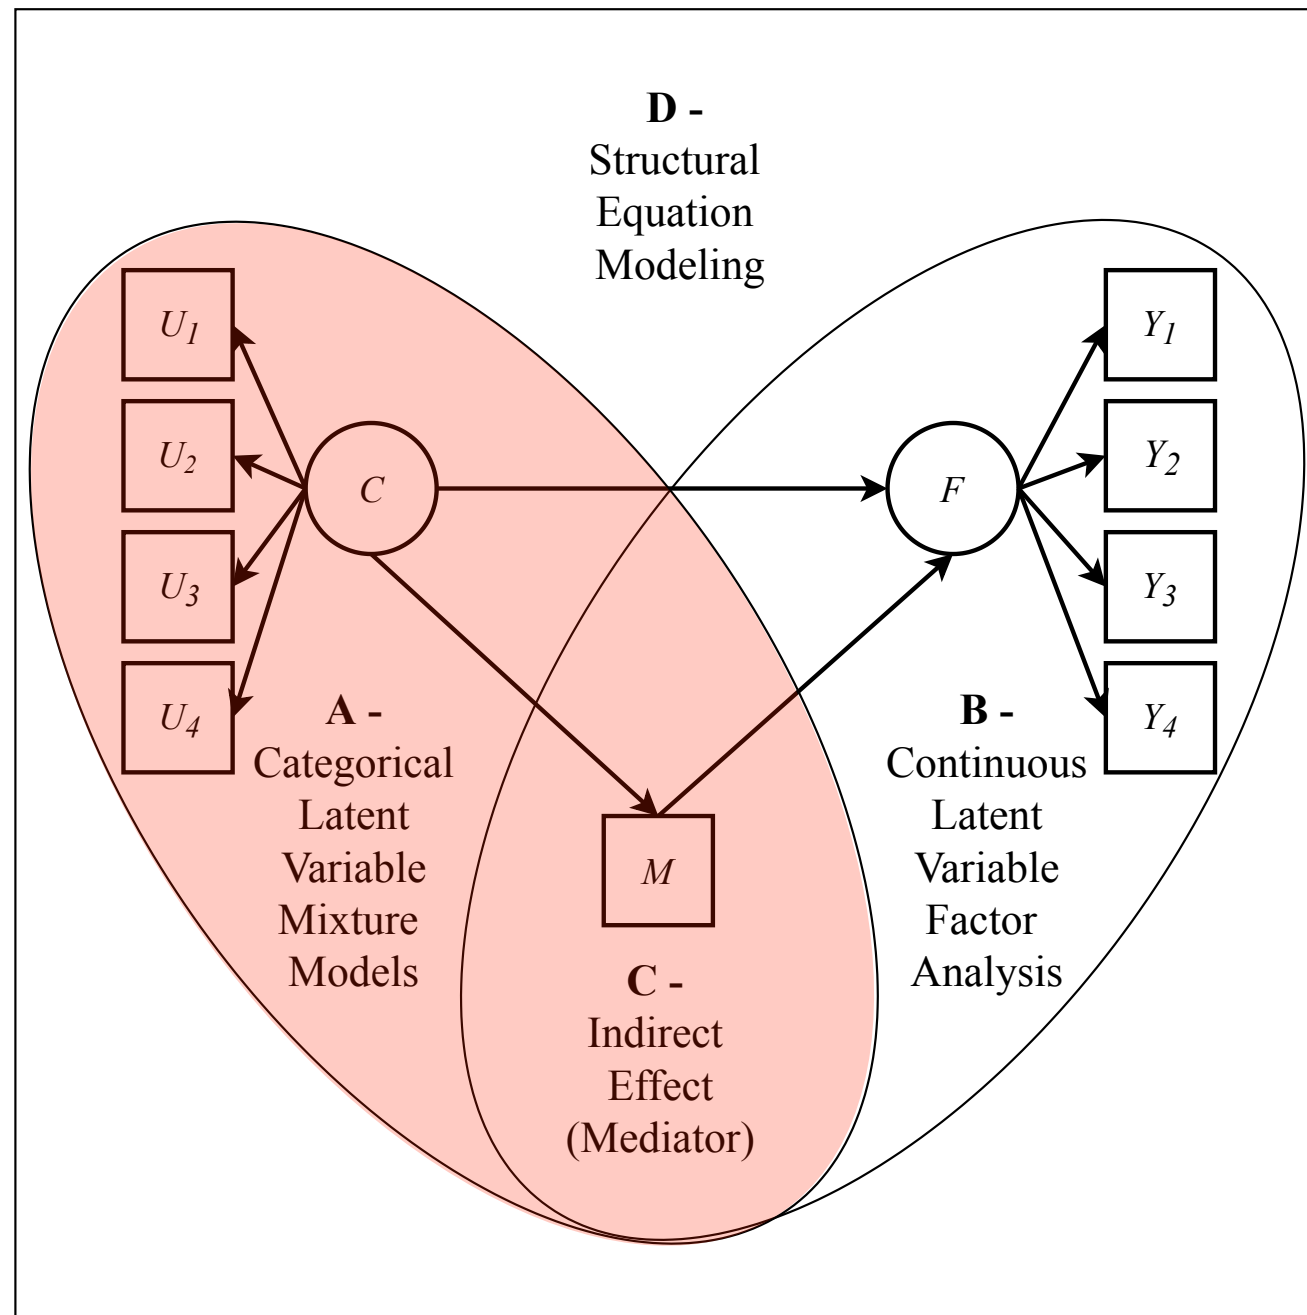 D -
Structural
Equation
Modeling
U1
U2
U3
U4
C
F
Y1
Y2
Y3
Y4
A -
Categorical
Latent
Variable
Mixture
Models
M
C -
Indirect
Effect
(Mediator)
B -
Continuous
Latent
Variable
Factor
Analysis